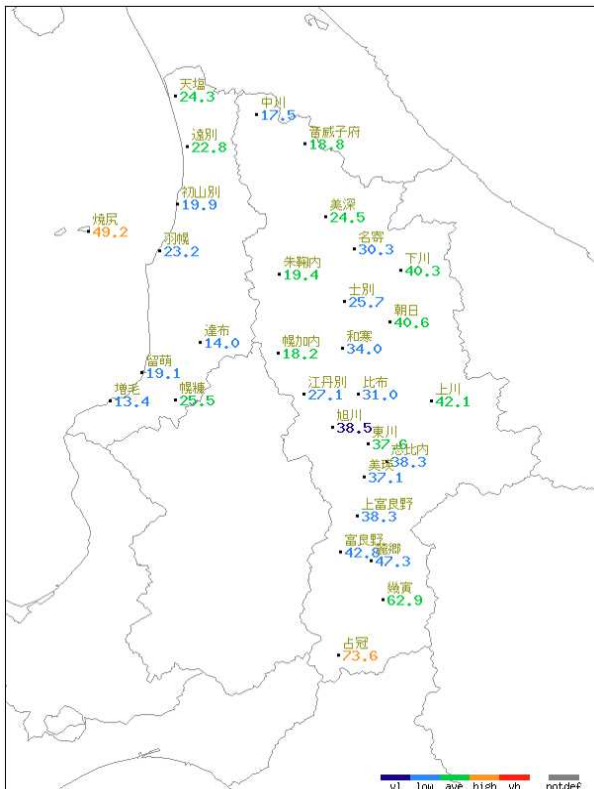 天塩
24.3
中川
17.5
音威子府
18.8
遠別
22.8
初山別
19.9
美深
24.5
焼尻
49.2
羽幌
23.2
名寄
30.3
下川
40.3
朱鞠内
19.4
士別
25.7
朝日
40.6
達布
14.0
幌加内
18.2
和寒
34.0
留萌
19.1
増毛
13.4
幌糠
25.5
江丹別
27.1
比布
31.0
上川
42.1
旭川
38.5
東川
37.6
志比内
38.3
美瑛
37.1
上富良野
38.3
富良野
42.8
麓郷
47.3
幾寅
62.9
占冠
73.6
vl low ave high vh notdef